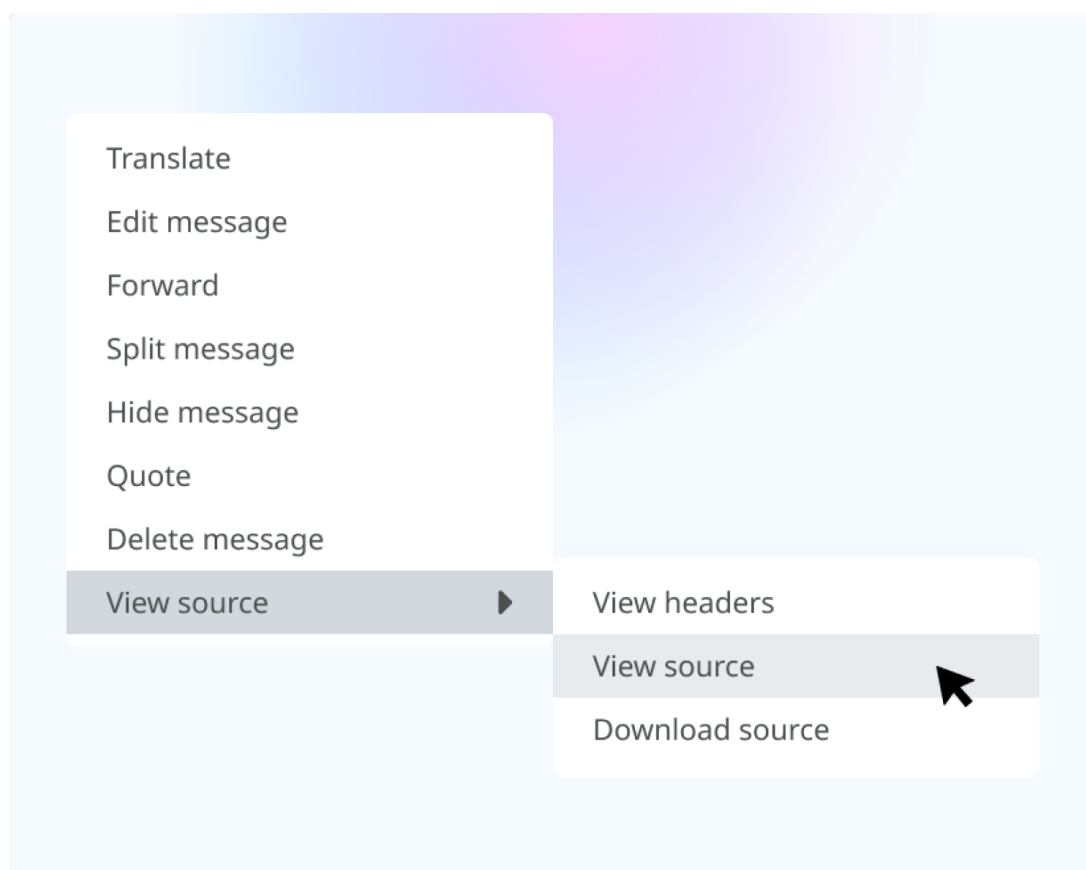 Translate
Edit message
Forward
Split message
Hide message
Quote
Delete message
View source
View headers
View source
Download source